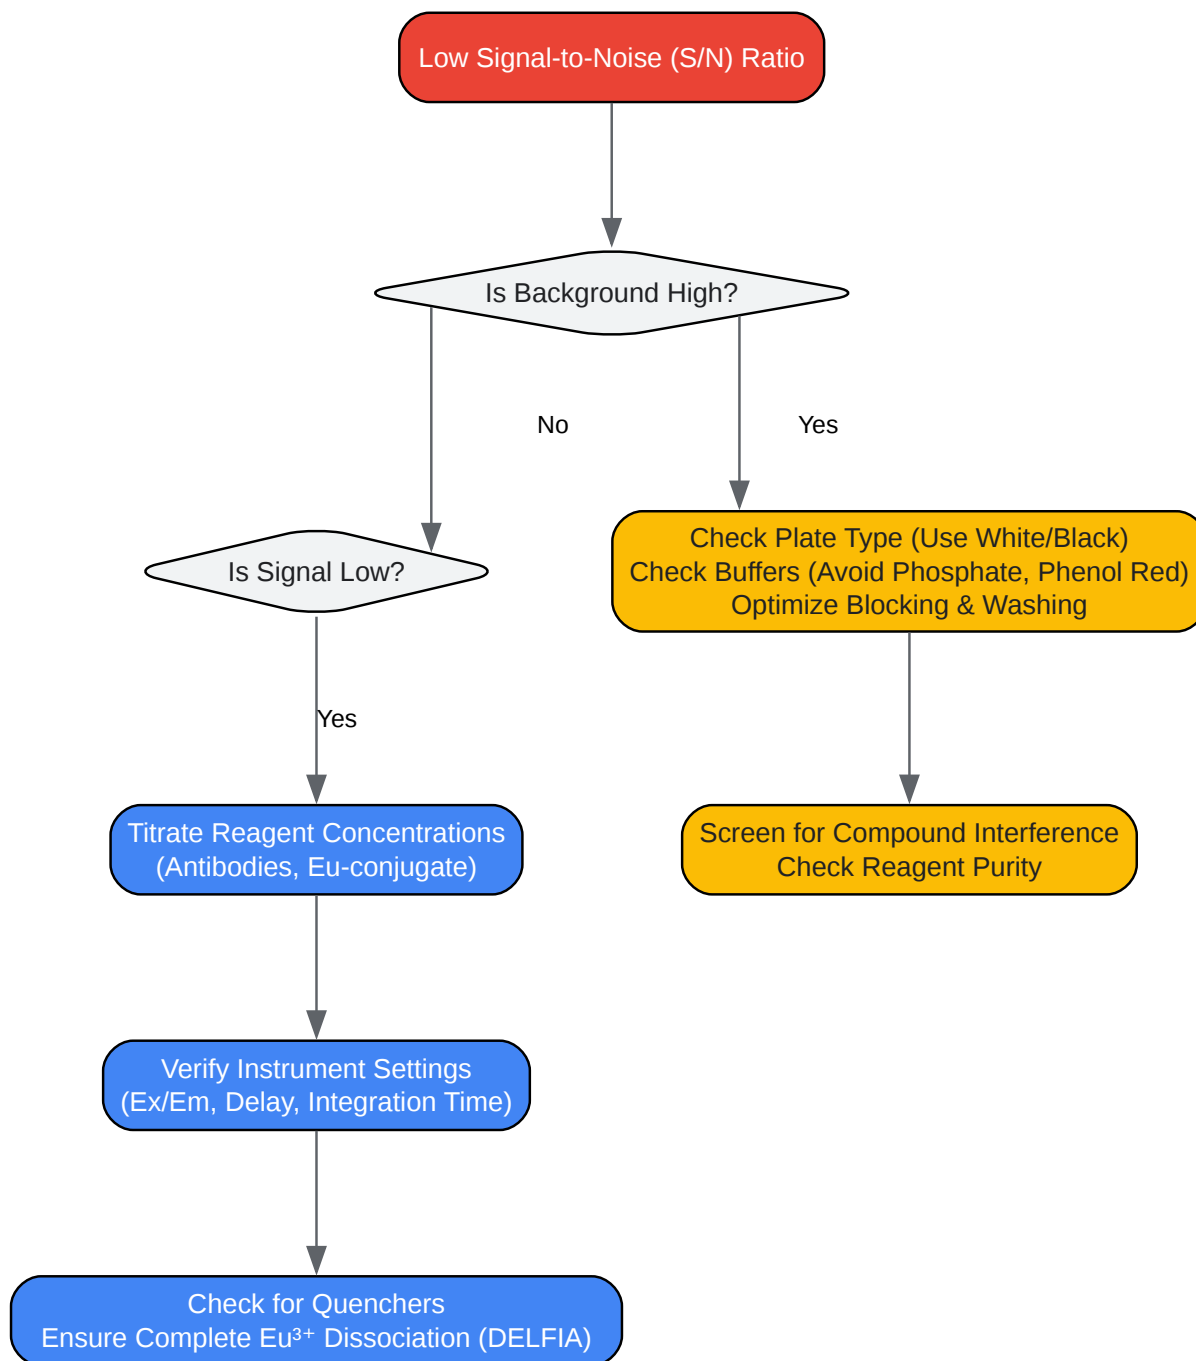 Low Signal-to-Noise (S/N) Ratio
Is Background High?
No
Yes
Is Signal Low?
Check Plate Type (Use White/Black)
Check Buffers (Avoid Phosphate, Phenol Red)
Optimize Blocking & Washing
Yes
Titrate Reagent Concentrations
(Antibodies, Eu-conjugate)
Screen for Compound Interference
Check Reagent Purity
Verify Instrument Settings
(Ex/Em, Delay, Integration Time)
Check for Quenchers
Ensure Complete Eu³⁺ Dissociation (DELFIA)